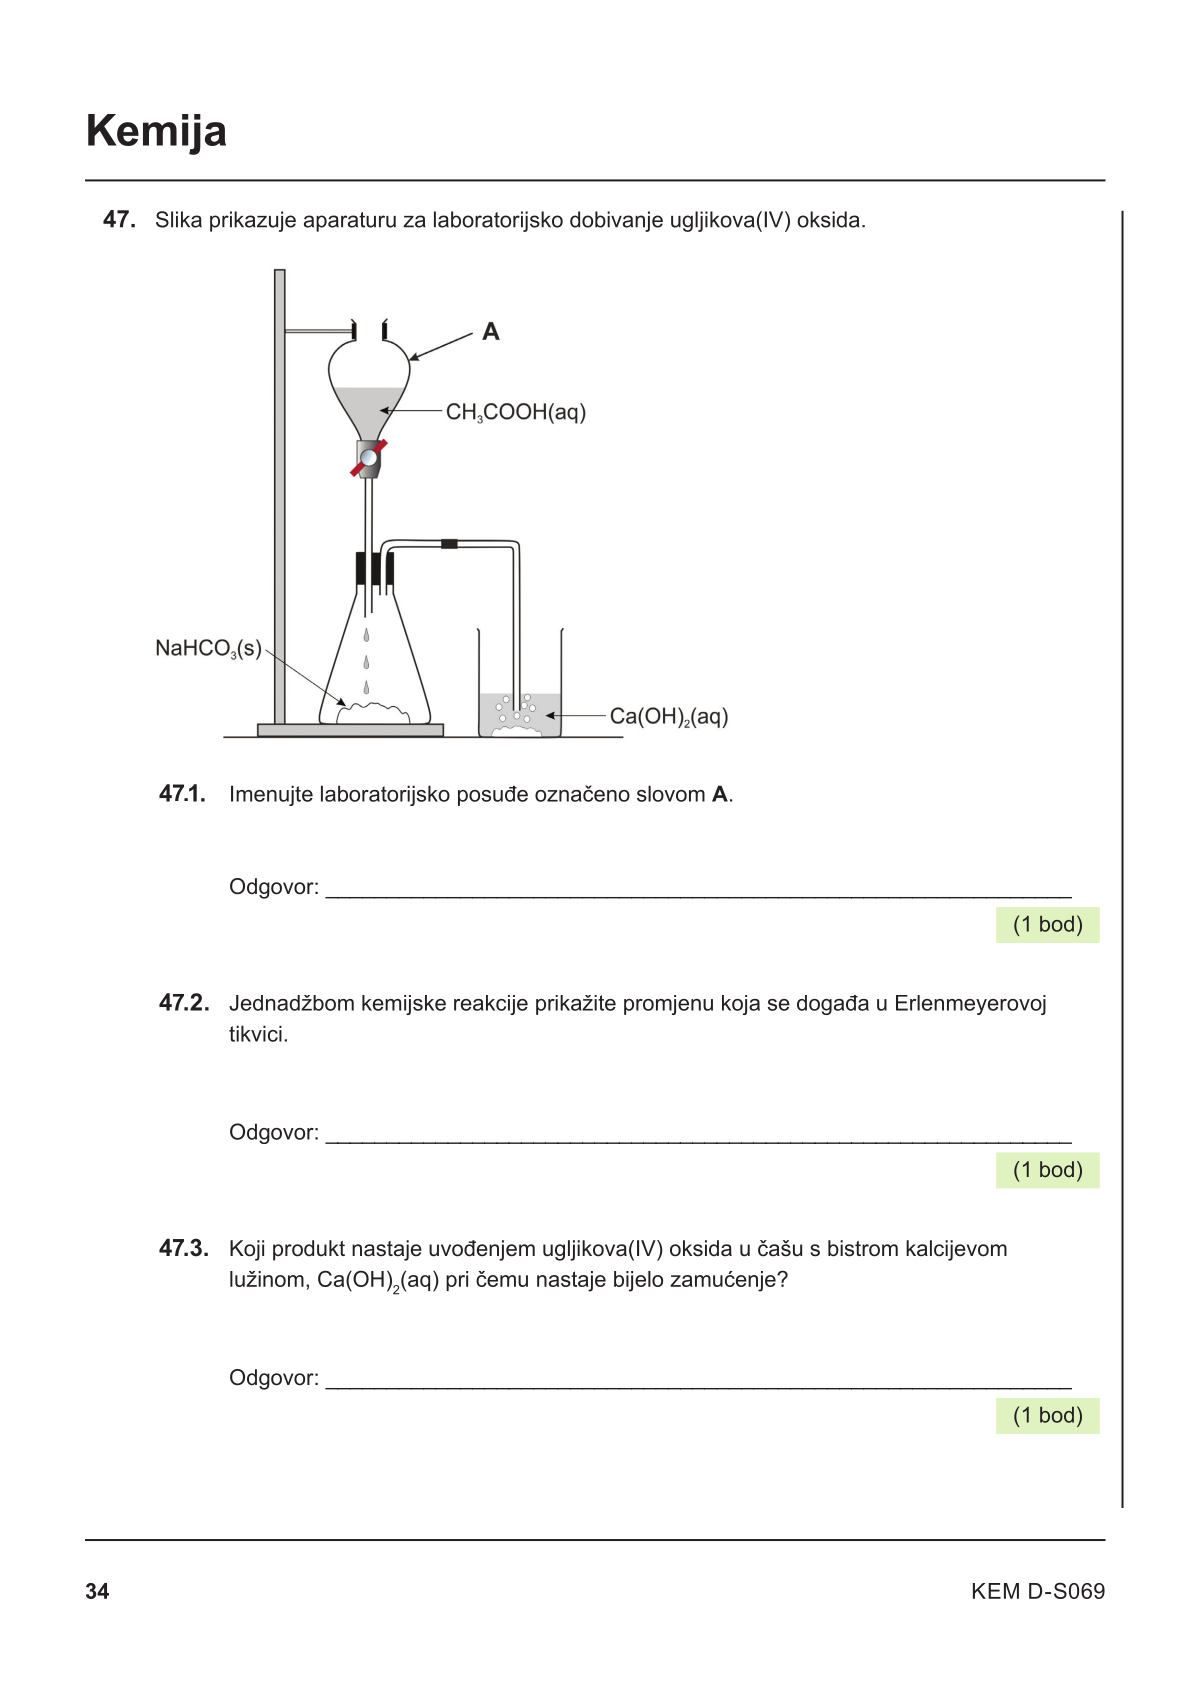 Kemija
47. Slika prikazuje aparaturu za laboratorijsko dobivanje ugljikova(IV) oksida.
A
CH₃COOH(aq)
NaHCO₃(s)
Ca(OH)₂(aq)
47.1. Imenujte laboratorijsko posuđe označeno slovom A.
Odgovor: ______________________________
(1 bod)
47.2. Jednadžbom kemijske reakcije prikažite promjenu koja se događa u Erlenmeyerovoj
tikvici.
Odgovor: ______________________________
(1 bod)
47.3. Koji produkt nastaje uvođenjem ugljikova(IV) oksida u čašu s bistrom kalcijevom
lužinom, Ca(OH)₂(aq) pri čemu nastaje bijelo zamućenje?
Odgovor: ______________________________
(1 bod)
34
KEM D-S069